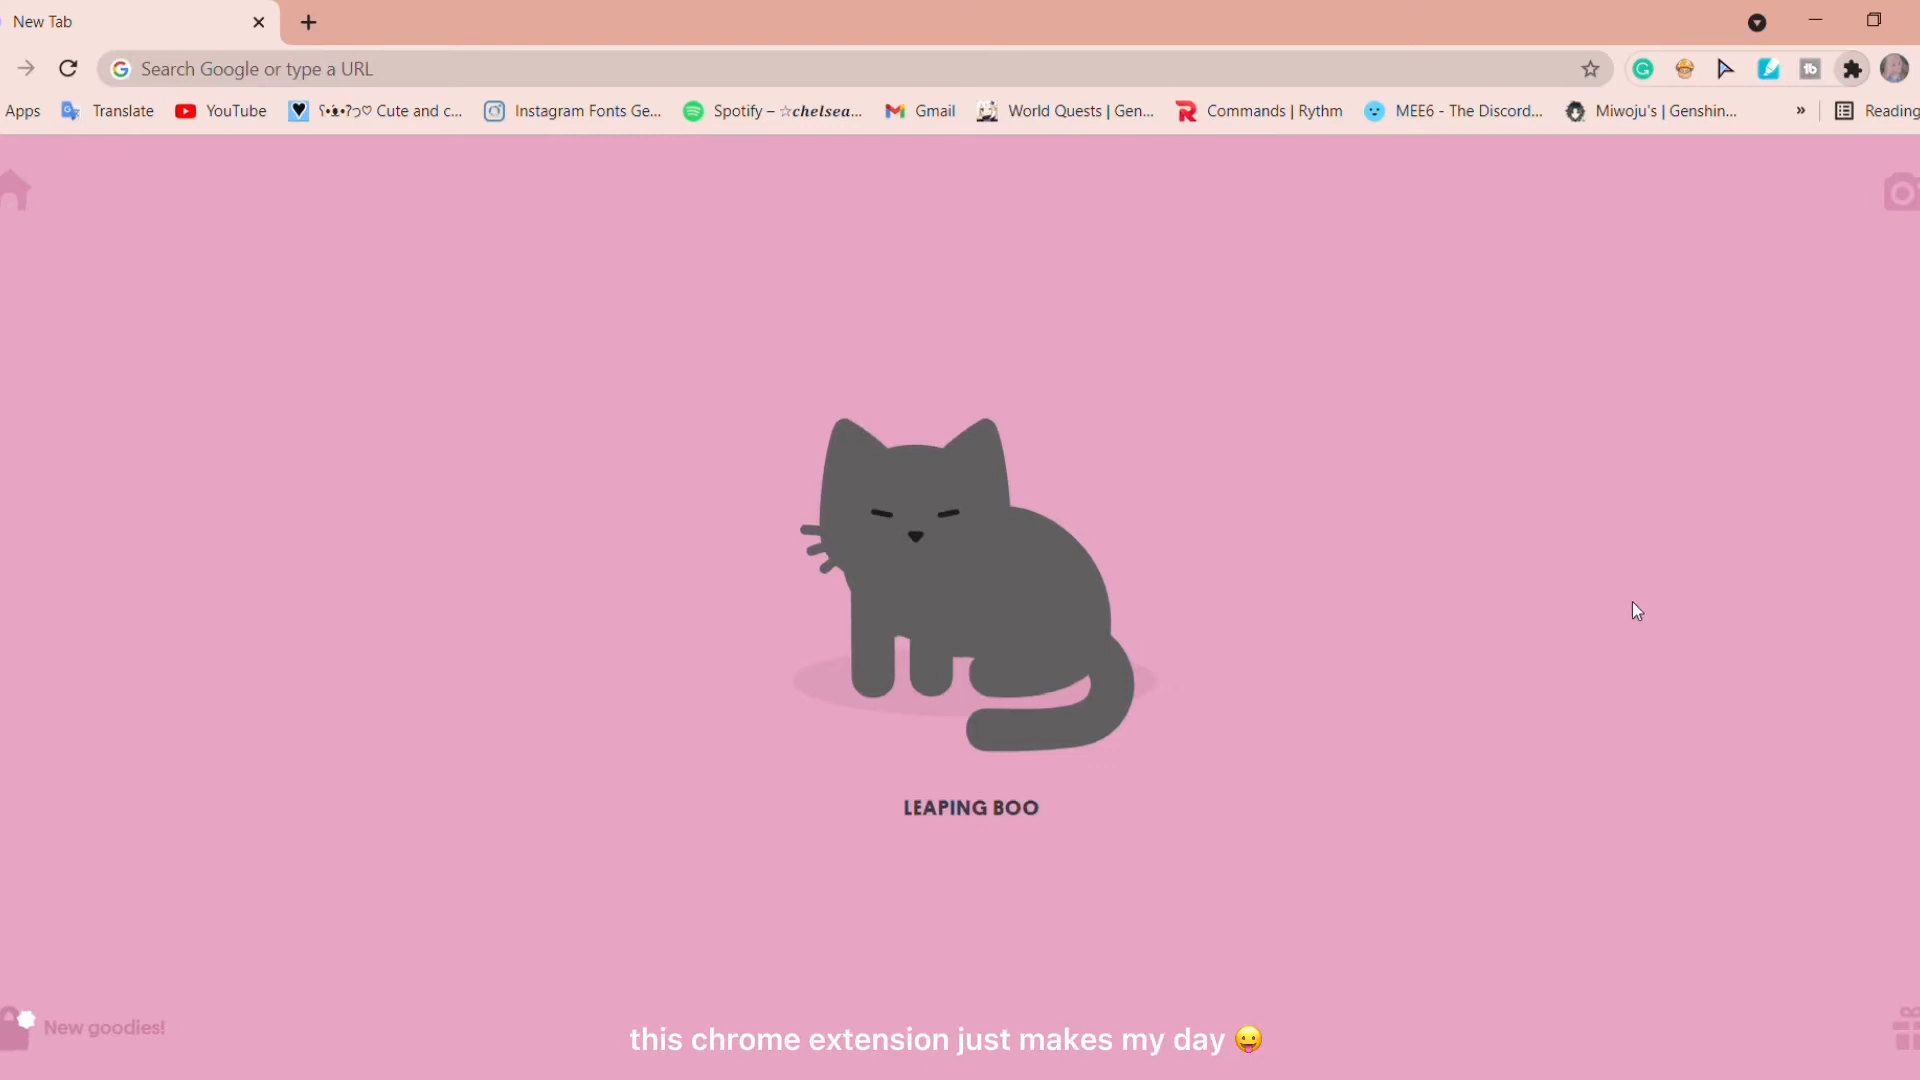 New Tab
Search Google or type a URL
Apps Translate YouTube ʕ•ᴥ•ʔつ♡ Cute and c... Instagram Fonts Ge... Spotify – ☆chelsea... Gmail World Quests | Gen... Commands | Rythm MEE6 - The Discord... Miwoju's | Genshin... » Reading
LEAPING BOO
New goodies!
this chrome extension just makes my day 😛